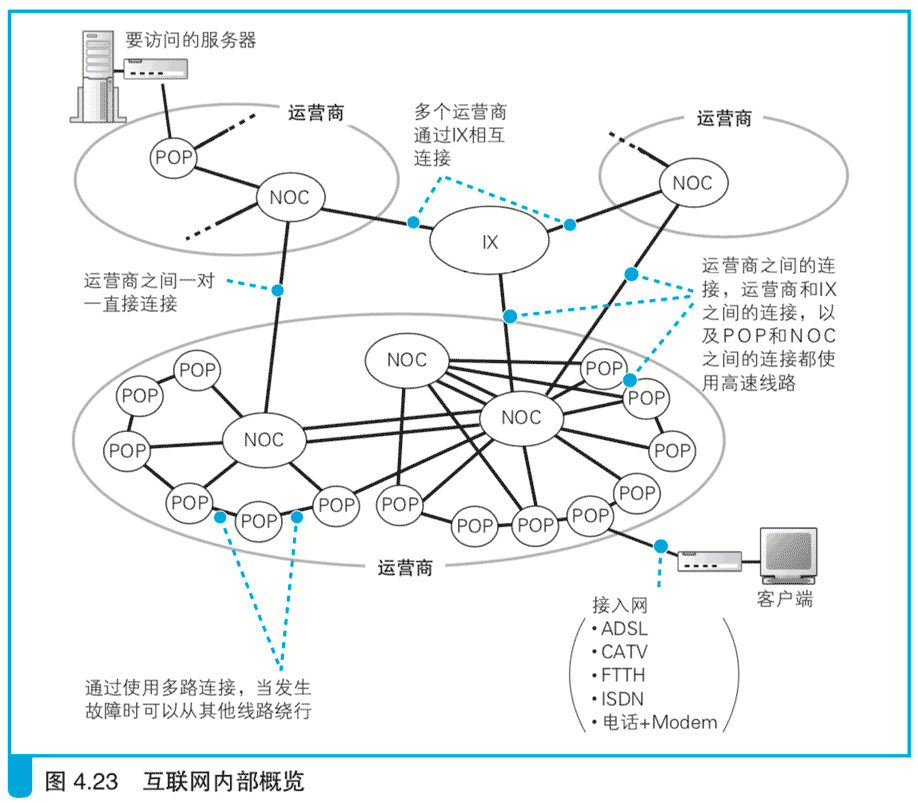 要访问的服务器
运营商
多个运营商
通过IX相互
连接
运营商
POP
NOC
NOC
IX
运营商之间一对
一直接连接
运营商之间的连
接，运营商和IX
之间的连接，以
及POP和NOC
之间的连接都使
用高速线路
NOC
POP
POP
POP
POP
NOC
NOC
POP
POP
POP
POP
POP
POP
POP
POP
POP
POP
POP
运营商
客户端
接入网
・ADSL
・CATV
・FTTH
・ISDN
・电话+Modem
通过使用多路连接，当发生
故障时可以从其他线路绕行
图 4.23 互联网内部概览